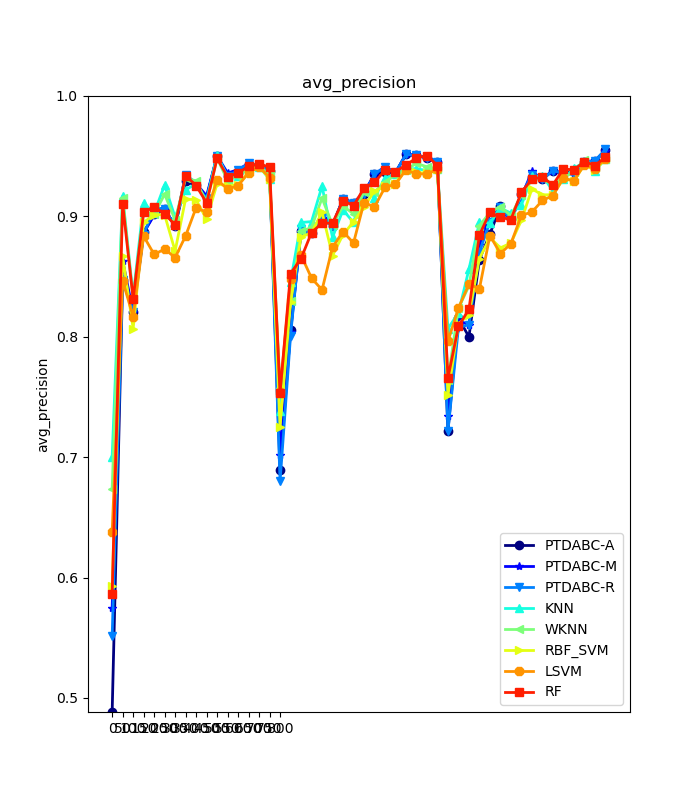 avg_precision
1.0
0.9
0.8
0.7
0.6
0.5
avg_precision
PTDABC-A
PTDABC-M
PTDABC-R
KNN
WKNN
RBF_SVM
LSVM
RF